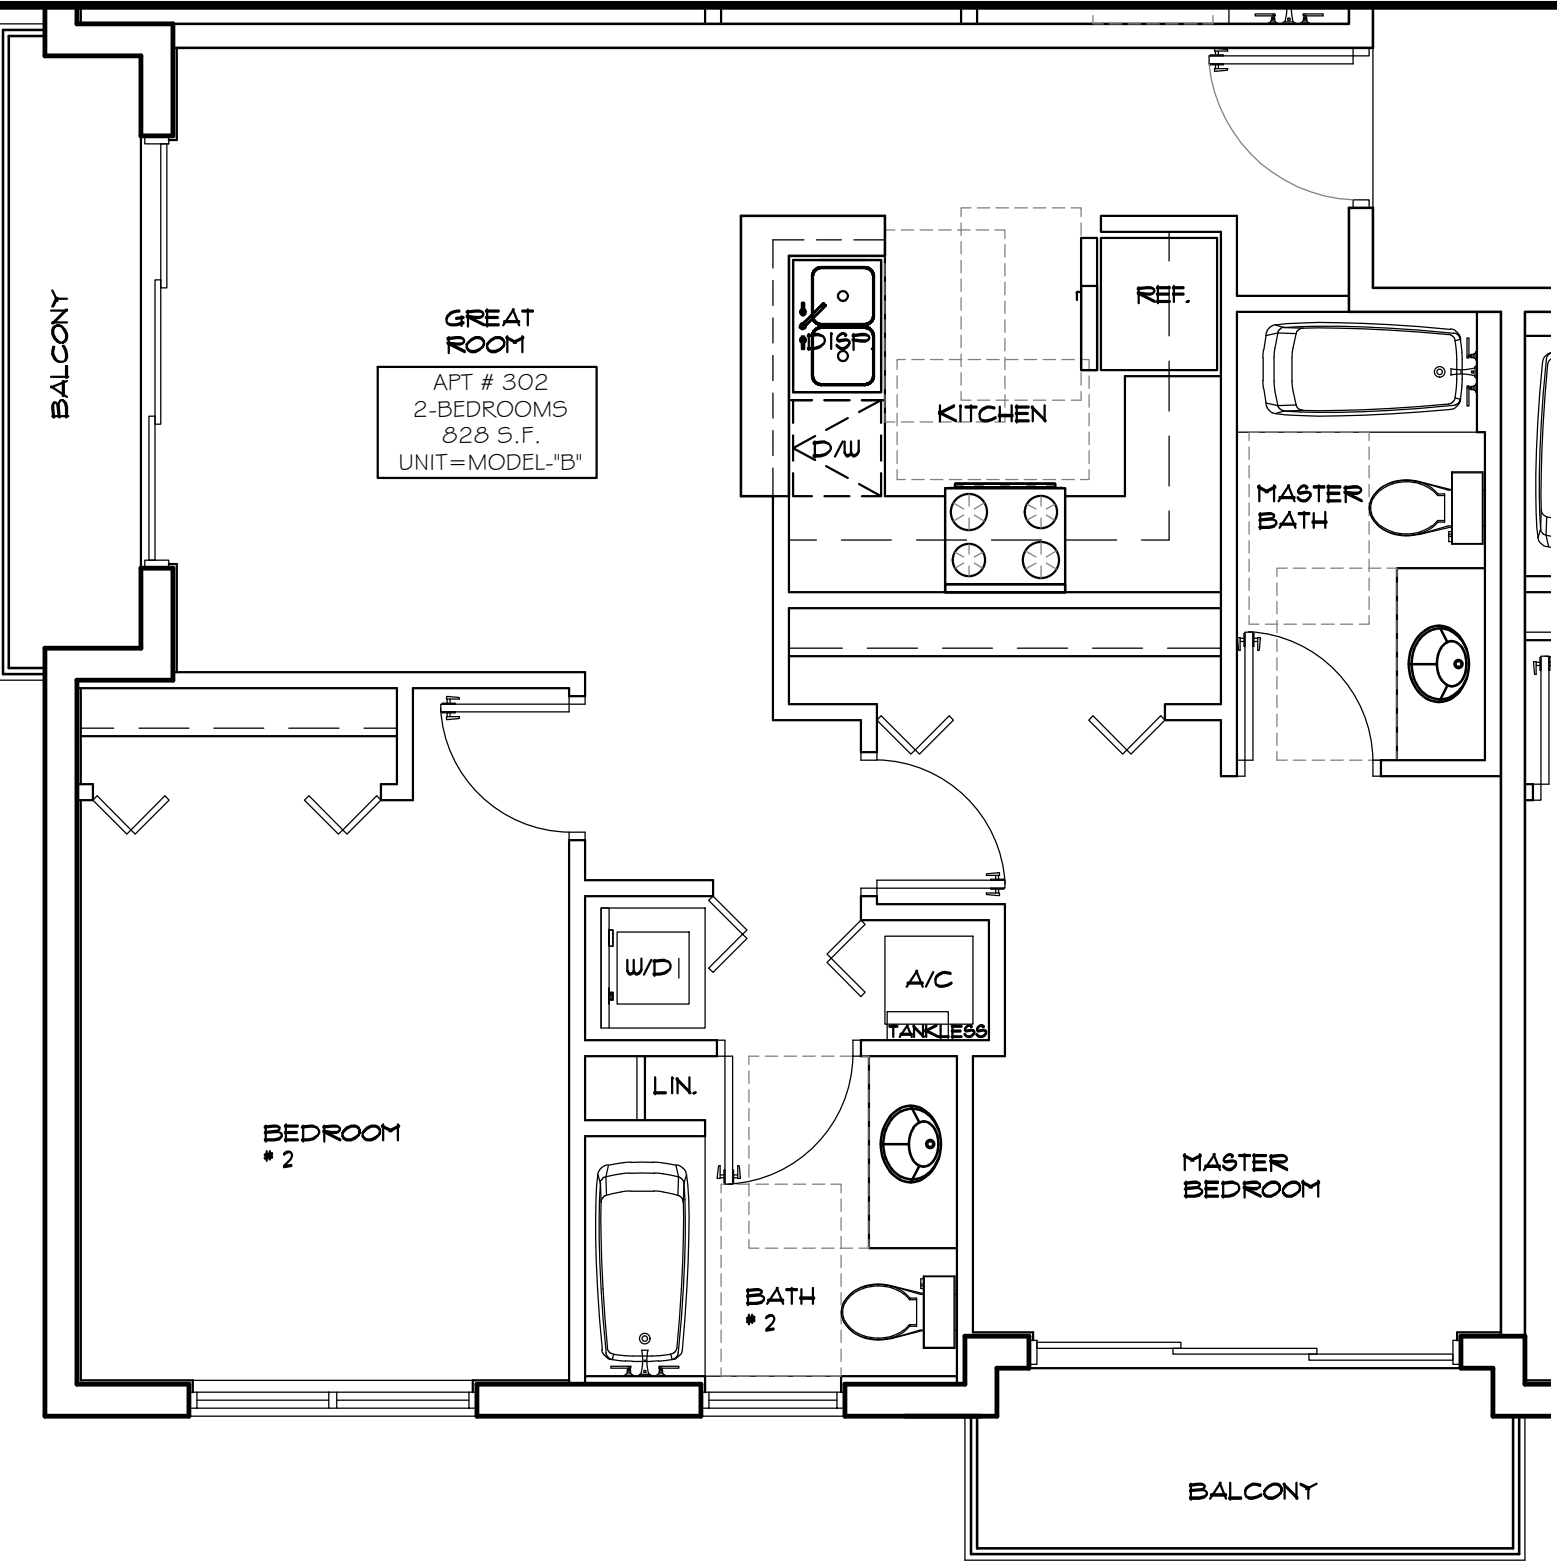 BALCONY
GREAT
ROOM
APT # 302
2-BEDROOMS
828 S.F.
UNIT=MODEL-"B"
DISP.
D/W
KITCHEN
REF.
MASTER
BATH
W/D
A/C
TANKLESS
LIN.
BEDROOM
# 2
BATH
# 2
MASTER
BEDROOM
BALCONY